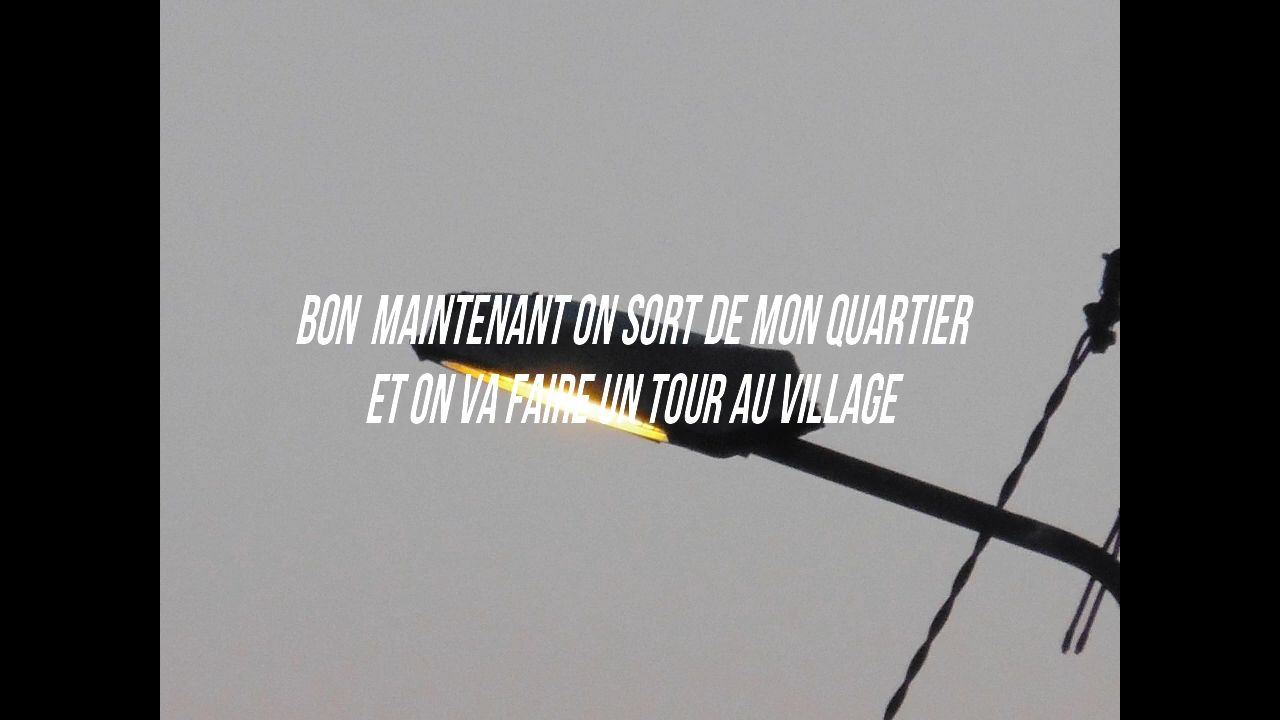 BON MAINTENANT ON SORT DE MON QUARTIER
ET ON VA FAIRE UN TOUR AU VILLAGE